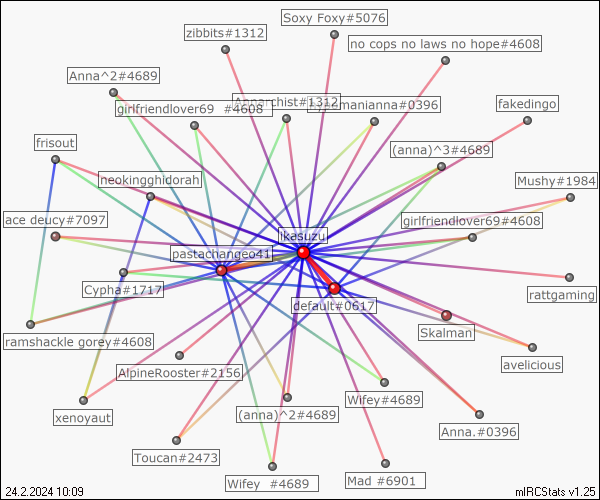 Soxy Foxy#5076
zibbits#1312
no cops no laws no hope#4608
Anna^2#4689
girlfriendlover69 #4608
#1312
manianna#0396
fakedingo
frisout
(anna)^3#4689
neokingghidorah
Mushy#1984
ace deucy#7097
girlfriendlover69#4608
ikasuzu
pastachangeo41
Cypha#1717
default#0617
rattgaming
ramshackle gorey#4608
Skalman
AlpineRooster#2156
avelicious
xenoyaut
(anna)^2#4689
Wifey#4689
Anna.#0396
Toucan#2473
Wifey #4689
Mad #6901
24.2.2024 10:09
mIRCStats v1.25